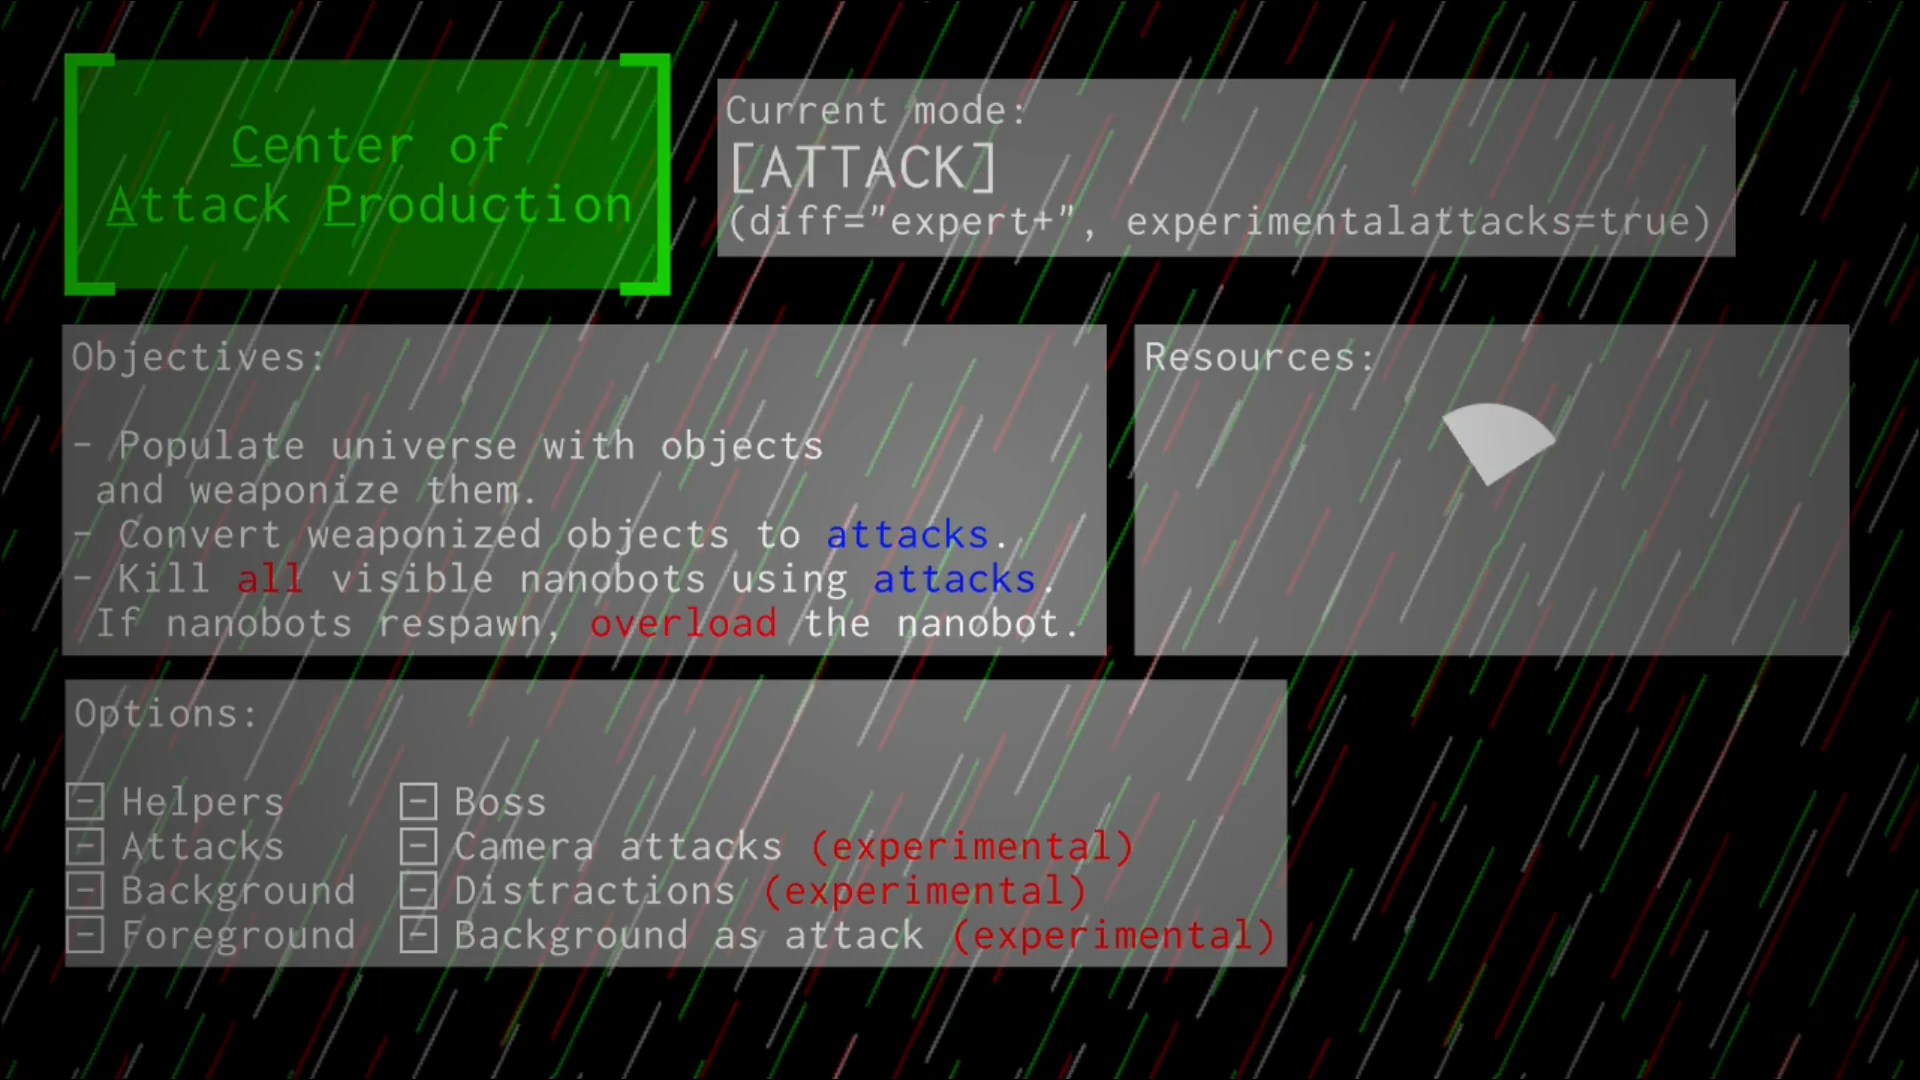 Center of
Attack Production
Current mode:
[ATTACK]
(diff="expert+", experimentalattacks=true)
Objectives:
- Populate universe with objects
and weaponize them.
- Convert weaponized objects to attacks.
- Kill all visible nanobots using attacks.
If nanobots respawn, overload the nanobot.
Resources:
Options:
Helpers
Attacks
Background
Foreground
Boss
Camera attacks (experimental)
Distractions (experimental)
Background as attack (experimental)